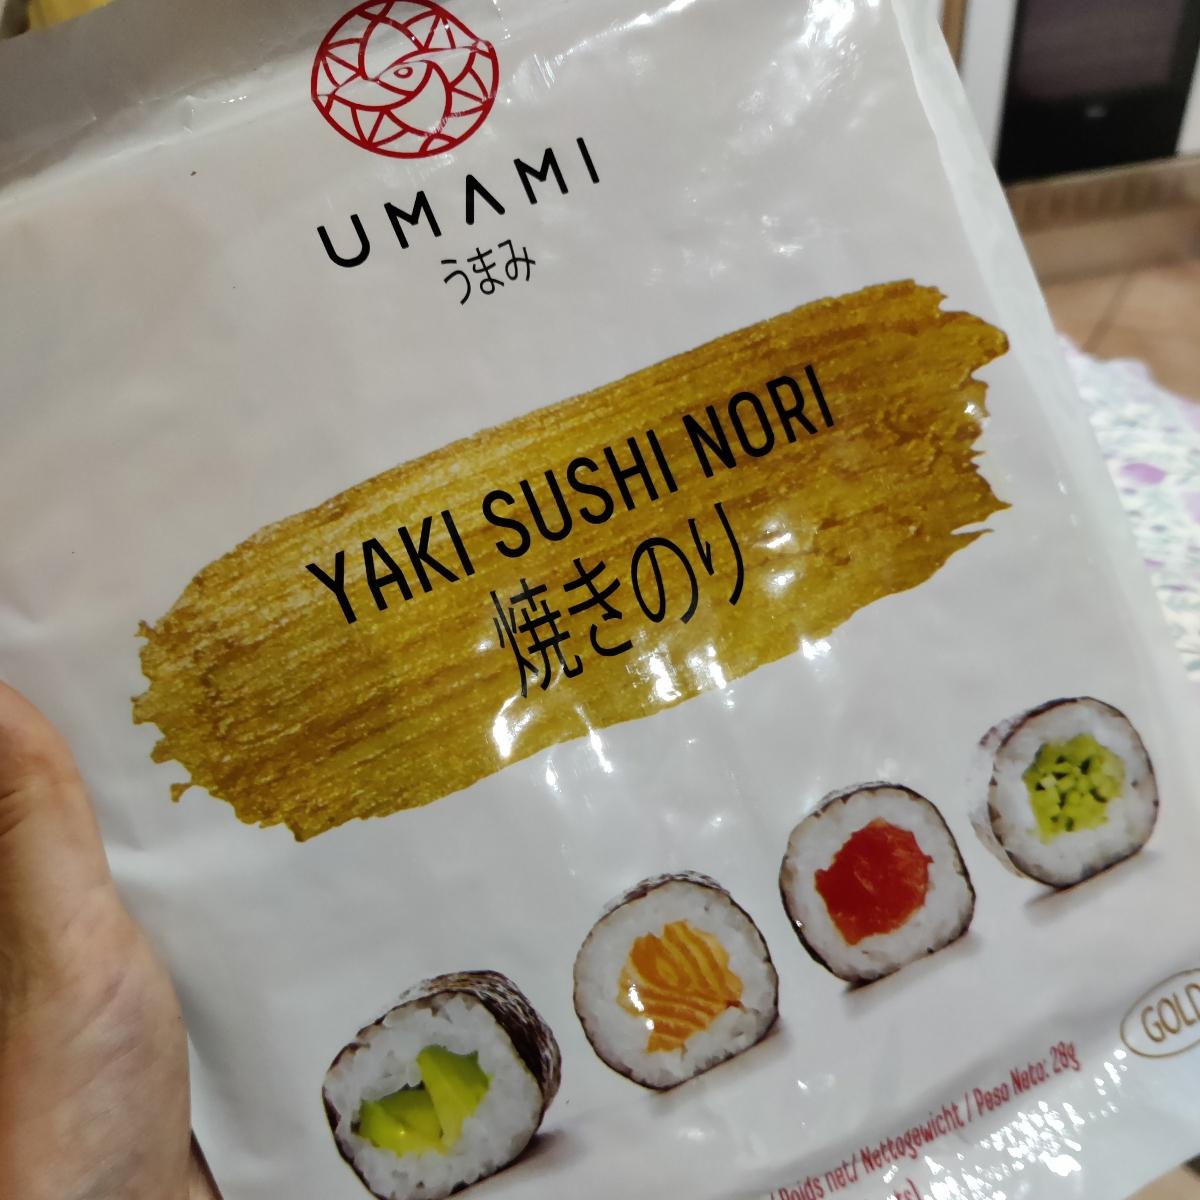 UMAMI
うまみ
YAKI SUSHI NORI
焼きのり
GOLD
/ Poids net/ Nettogewicht / Peso Neto: 28g